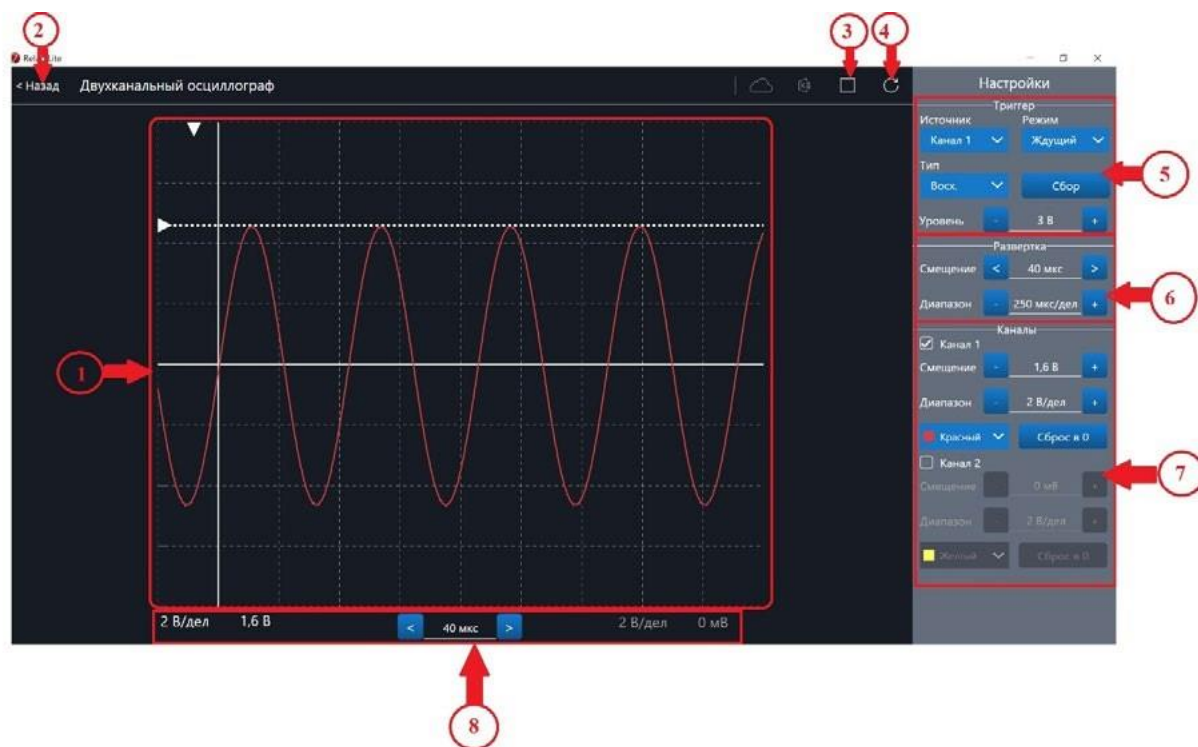 2
3
4
Relab Lite
< Назад Двухканальный осциллограф
Настройки
Триггер
Источник Режим
Канал 1 Ждущий
Тип
Восх. Сбор
5
Уровень - 3 В +
Развертка
Смещение < 40 мкс >
Диапазон - 250 мкс/дел +
6
Каналы
Канал 1
Смещение - 1,6 В +
1
Диапазон - 2 В/дел +
Красный Сброс в 0
Канал 2
Смещение - 0 мВ +
7
Диапазон - 2 В/дел +
Желтый Сброс в 0
2 В/дел 1,6 В < 40 мкс > 2 В/дел 0 мВ
8